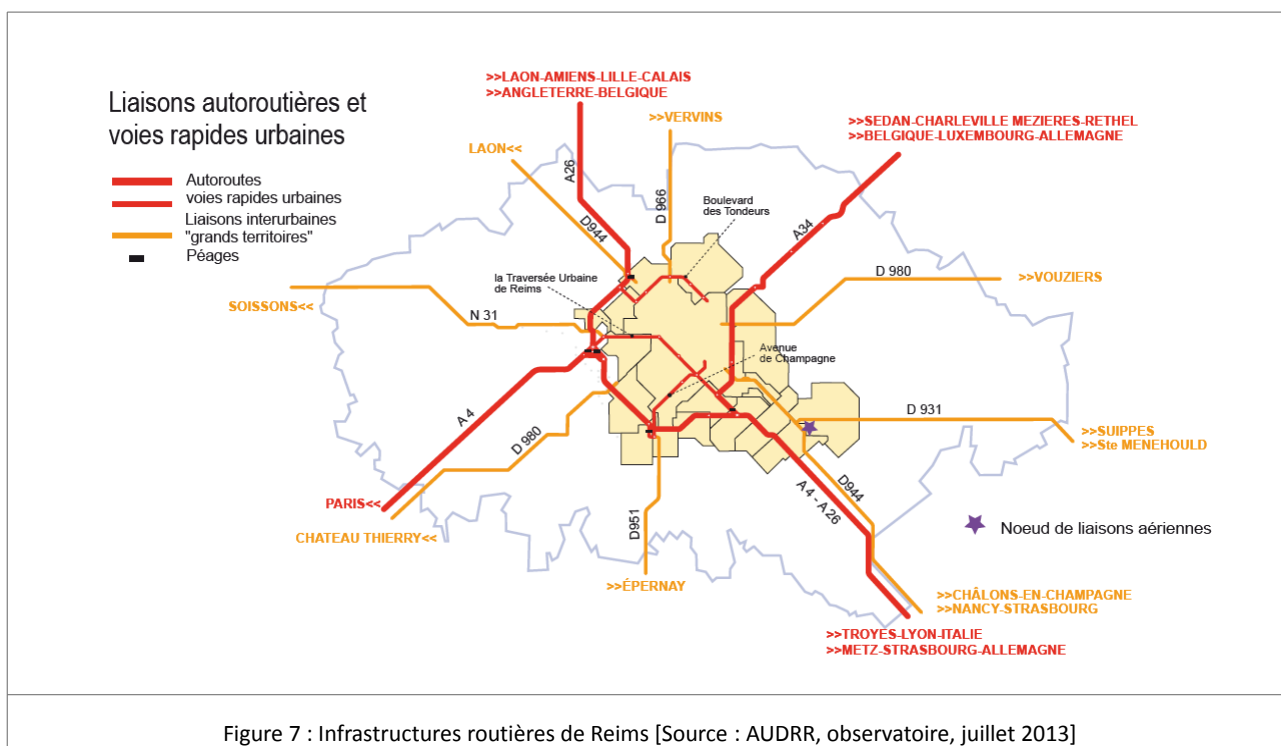 Liaisons autoroutières et
voies rapides urbaines
Autoroutes
voies rapides urbaines
Liaisons interurbaines
"grands territoires"
Péages
>>LAON-AMIENS-LILLE-CALAIS
>>ANGLETERRE-BELGIQUE
>>VERVINS
>>SEDAN-CHARLEVILLE MEZIERES-RETHEL
>>BELGIQUE-LUXEMBOURG-ALLEMAGNE
LAON<<
A26
D944
D 966
Boulevard
des Tondeurs
A34
D 980
>>VOUZIERS
la Traversée Urbaine
de Reims
SOISSONS<<
N 31
Avenue
de Champagne
A 4
D 980
D 931
>>SUIPPES
>>Ste MENEHOULD
PARIS<<
CHATEAU THIERRY<<
D951
>>ÉPERNAY
A 4 - A 26
D944
Noeud de liaisons aériennes
>>CHÂLONS-EN-CHAMPAGNE
>>NANCY-STRASBOURG
>>TROYES-LYON-ITALIE
>>METZ-STRASBOURG-ALLEMAGNE
Figure 7 : Infrastructures routières de Reims [Source : AUDRR, observatoire, juillet 2013]